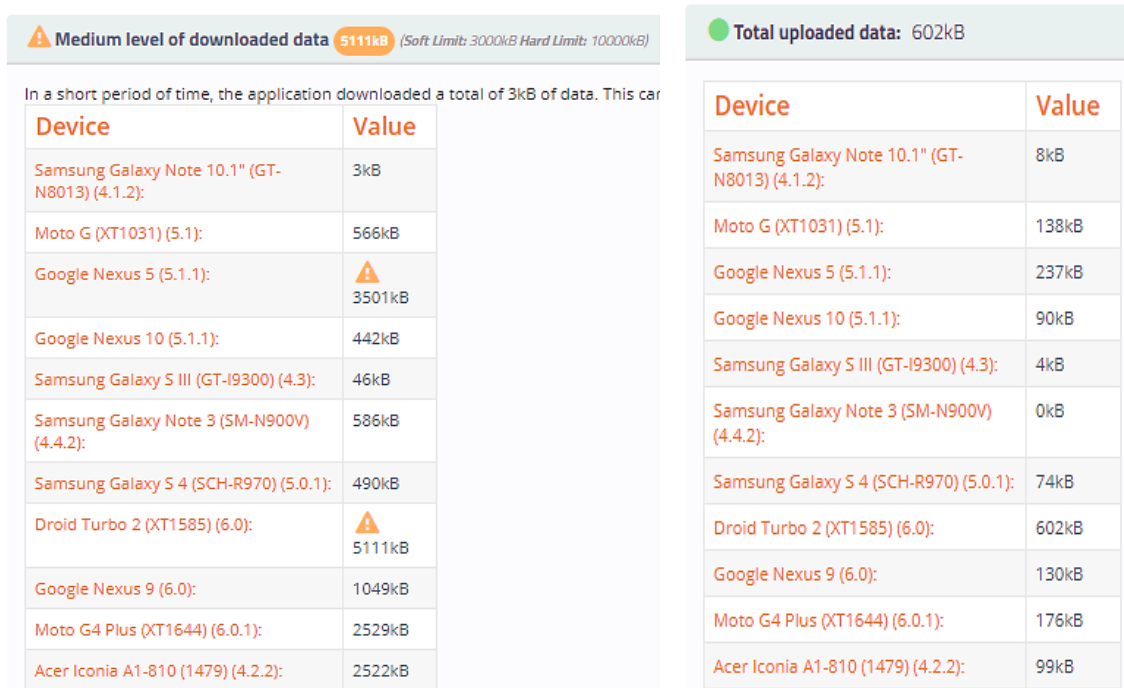 Medium level of downloaded data 5111kB (Soft Limit: 3000kB Hard Limit: 10000kB)
In a short period of time, the application downloaded a total of 3kB of data. This car
Device Value
Samsung Galaxy Note 10.1" (GT- 3kB
N8013) (4.1.2):
Moto G (XT1031) (5.1): 566kB
Google Nexus 5 (5.1.1):
3501kB
Google Nexus 10 (5.1.1): 442kB
Samsung Galaxy S III (GT-I9300) (4.3): 46kB
Samsung Galaxy Note 3 (SM-N900V) 586kB
(4.4.2):
Samsung Galaxy S 4 (SCH-R970) (5.0.1): 490kB
Droid Turbo 2 (XT1585) (6.0):
5111kB
Google Nexus 9 (6.0): 1049kB
Moto G4 Plus (XT1644) (6.0.1): 2529kB
Acer Iconia A1-810 (1479) (4.2.2): 2522kB
Total uploaded data: 602kB
Device Value
Samsung Galaxy Note 10.1" (GT- 8kB
N8013) (4.1.2):
Moto G (XT1031) (5.1): 138kB
Google Nexus 5 (5.1.1): 237kB
Google Nexus 10 (5.1.1): 90kB
Samsung Galaxy S III (GT-I9300) (4.3): 4kB
Samsung Galaxy Note 3 (SM-N900V) 0kB
(4.4.2):
Samsung Galaxy S 4 (SCH-R970) (5.0.1): 74kB
Droid Turbo 2 (XT1585) (6.0): 602kB
Google Nexus 9 (6.0): 130kB
Moto G4 Plus (XT1644) (6.0.1): 176kB
Acer Iconia A1-810 (1479) (4.2.2): 99kB